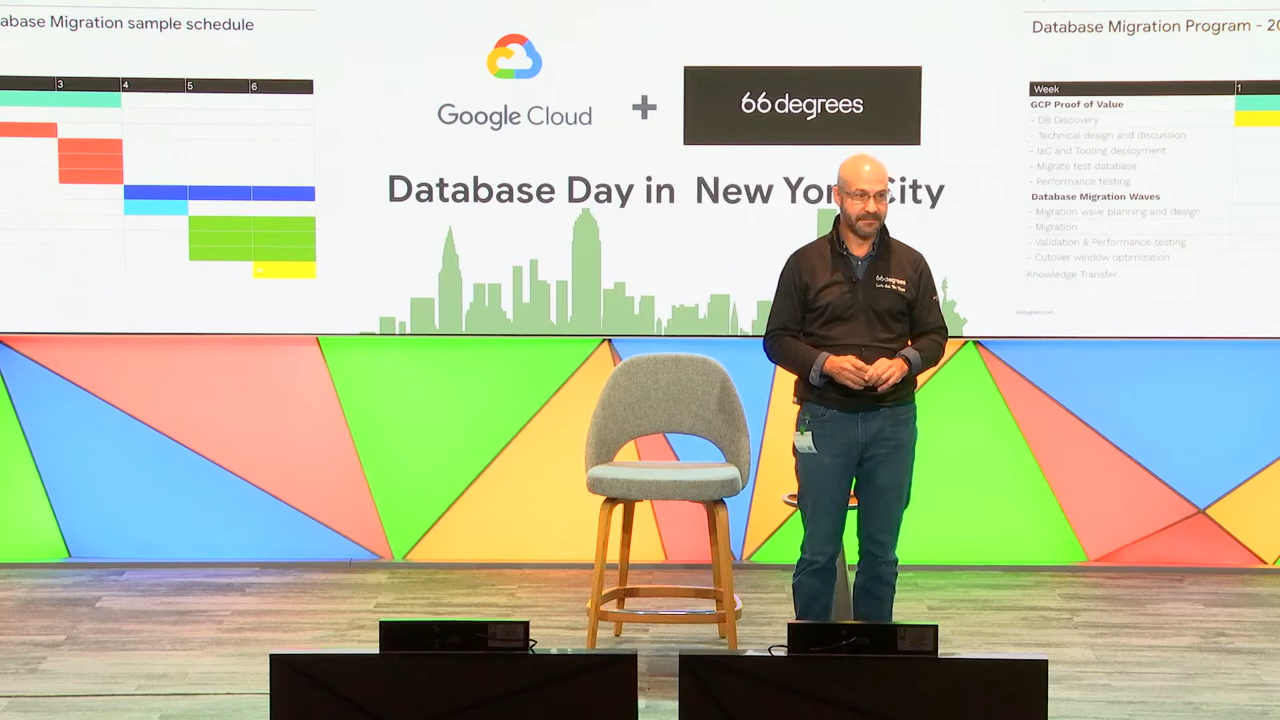 abase Migration sample schedule
3 4 5 6
Google Cloud + 66degrees
Database Day in New York City
66degrees
Database Migration Program - 20
Week 1
GCP Proof of Value
- DB Discovery
- Technical design and discussion
- IaC and Tooling deployment
- Migrate test database
- Performance testing
Database Migration Waves
- Migration wave planning and design
- Migration
- Validation & Performance testing
- Cutover window optimization
Knowledge Transfer